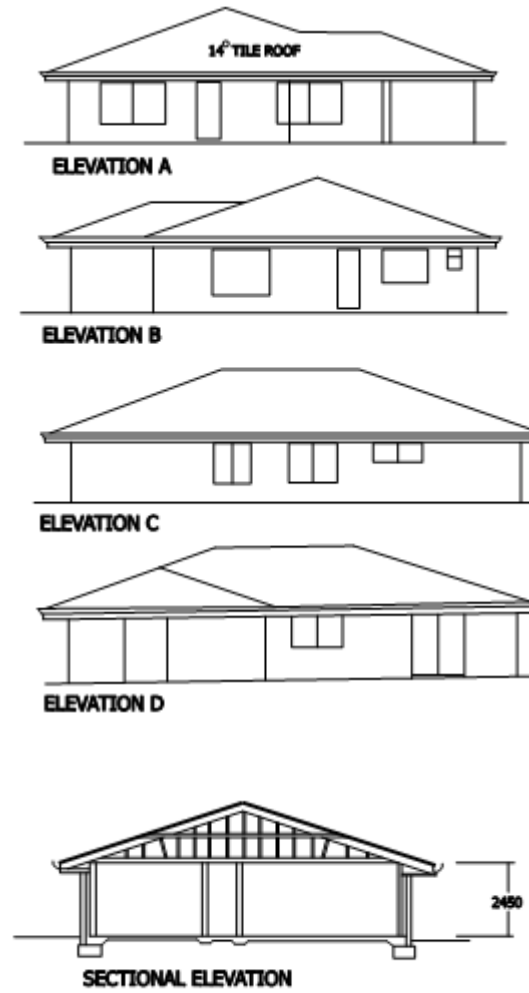 14° TILE ROOF
ELEVATION A
ELEVATION B
ELEVATION C
ELEVATION D
2450
SECTIONAL ELEVATION